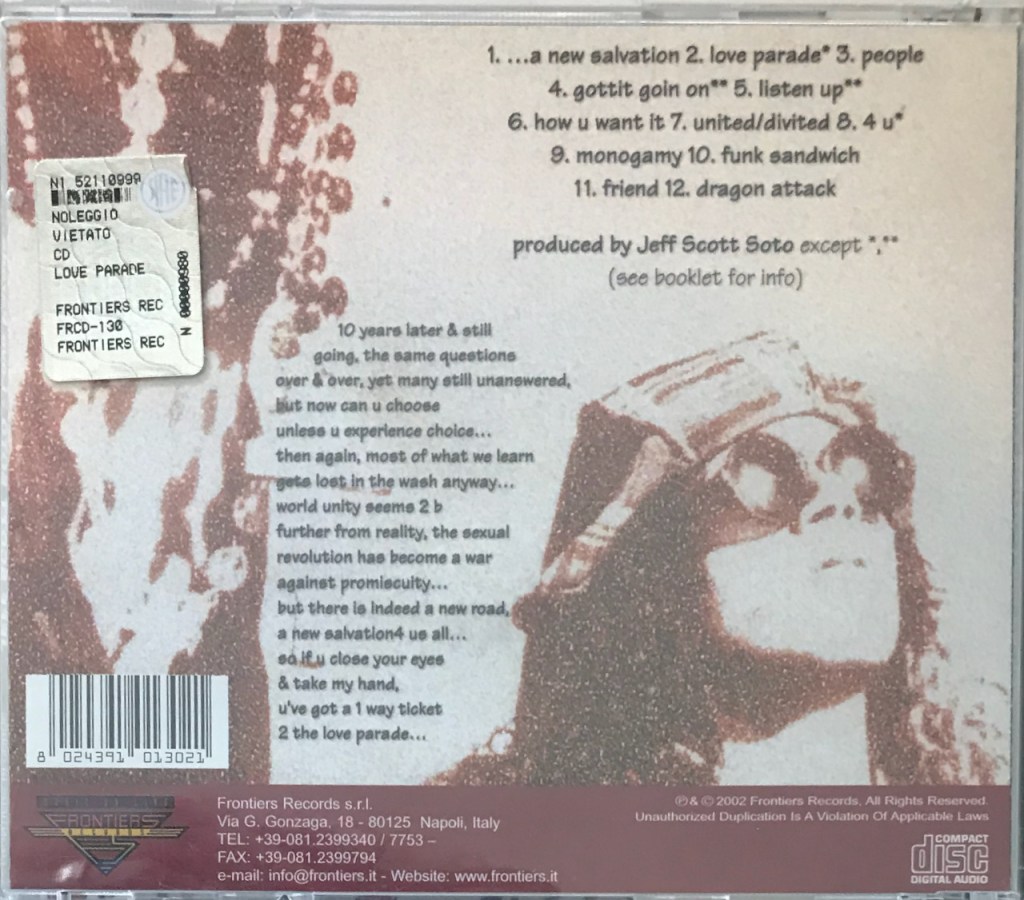 1. ...a new salvation 2. love parade* 3. people
4. gottit goin on** 5. listen up**
6. how u want it 7. united/divited 8. 4 u*
9. monogamy 10. funk sandwich
11. friend 12. dragon attack
produced by Jeff Scott Soto except *,**
(see booklet for info)
N1 52110999
NOLEGGIO
VIETATO
CD
LOVE PARADE
FRONTIERS REC
FRCD-130
FRONTIERS REC
N 00000980
10 years later & still
going, the same questions
over & over, yet many still unanswered,
but now can u choose
unless u experience choice...
then again, most of what we learn
gets lost in the wash anyway...
world unity seems 2 b
further from reality, the sexual
revolution has become a war
against promiscuity...
but there is indeed a new road,
a new salvation4 us all...
so if u close your eyes
& take my hand,
u've got a 1 way ticket
2 the love parade...
8 024391 013021
FRONTIERS
RECORDS
Frontiers Records s.r.l.
Via G. Gonzaga, 18 - 80125 Napoli, Italy
TEL: +39-081.2399340 / 7753 –
FAX: +39-081.2399794
e-mail: info@frontiers.it - Website: www.frontiers.it
℗ & © 2002 Frontiers Records. All Rights Reserved.
Unauthorized Duplication Is A Violation Of Applicable Laws
COMPACT
disc
DIGITAL AUDIO